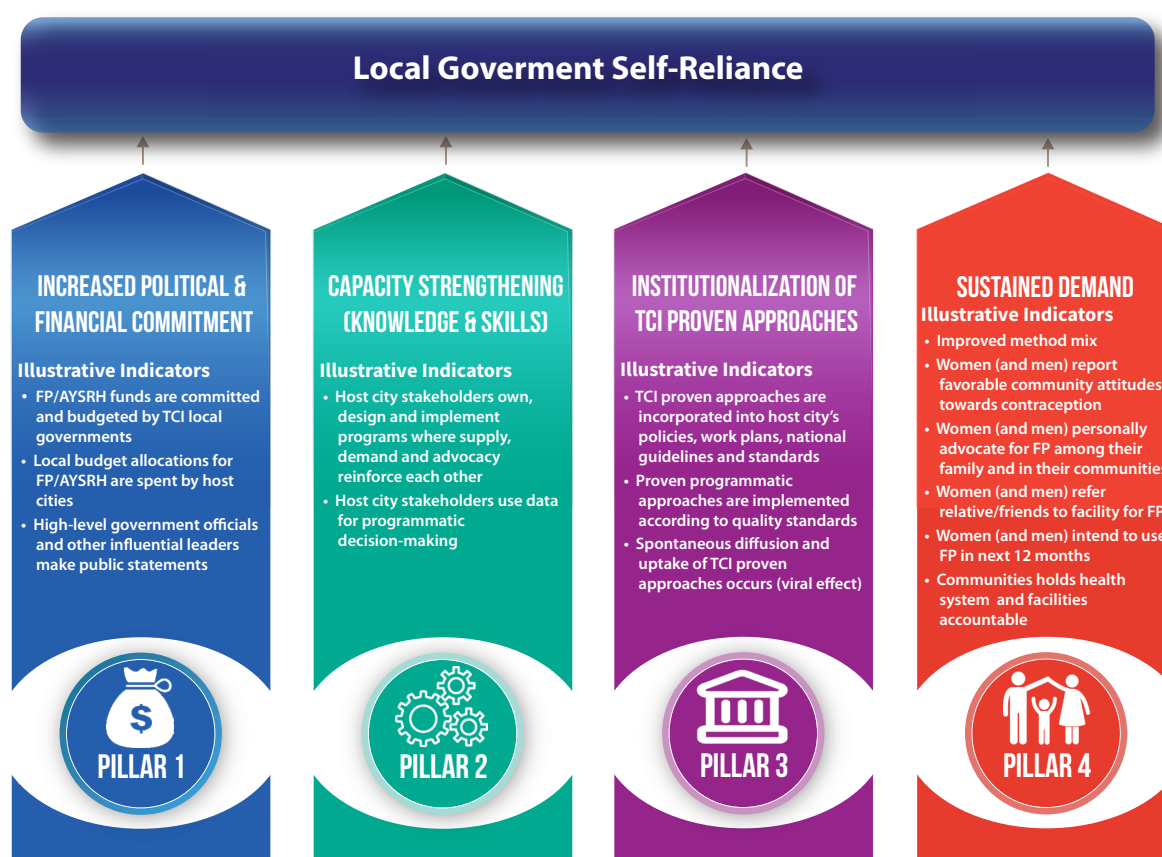 Local Goverment Self-Reliance
INCREASED POLITICAL &
FINANCIAL COMMITMENT
Illustrative Indicators
• FP/AYSRH funds are committed
and budgeted by TCI local
governments
• Local budget allocations for
FP/AYSRH are spent by host
cities
• High-level government officials
and other influential leaders
make public statements
$
PILLAR 1
CAPACITY STRENGTHENING
(KNOWLEDGE & SKILLS)
Illustrative Indicators
• Host city stakeholders own,
design and implement
programs where supply,
demand and advocacy
reinforce each other
• Host city stakeholders use data
for programmatic
decision-making
PILLAR 2
INSTITUTIONALIZATION OF
TCI PROVEN APPROACHES
Illustrative Indicators
• TCI proven approaches are
incorporated into host city's
policies, work plans, national
guidelines and standards
• Proven programmatic
approaches are implemented
according to quality standards
• Spontaneous diffusion and
uptake of TCI proven
approaches occurs (viral effect)
PILLAR 3
SUSTAINED DEMAND
Illustrative Indicators
• Improved method mix
• Women (and men) report
favorable community attitudes
towards contraception
• Women (and men) personally
advocate for FP among their
family and in their communities
• Women (and men) refer
relative/friends to facility for FP
• Women (and men) intend to use
FP in next 12 months
• Communities holds health
system and facilities
accountable
PILLAR 4